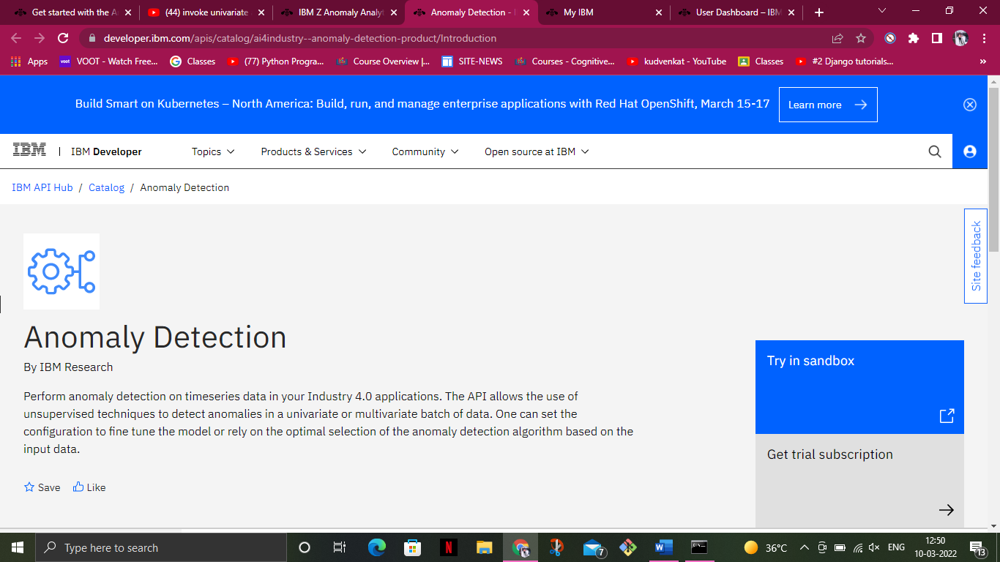 Get started with the A
(44) invoke univariate
IBM Z Anomaly Analyt
Anomaly Detection -
My IBM
User Dashboard – IBM
developer.ibm.com/apis/catalog/ai4industry--anomaly-detection-product/Introduction
Apps
voot
VOOT - Watch Free...
Classes
(77) Python Progra...
Course Overview |...
SITE-NEWS
Courses - Cognitive...
kudvenkat - YouTube
Classes
#2 Django tutorials...
»
Build Smart on Kubernetes – North America: Build, run, and manage enterprise applications with Red Hat OpenShift, March 15-17
Learn more
IBM
IBM Developer
Topics
Products & Services
Community
Open source at IBM
IBM API Hub / Catalog / Anomaly Detection
Site feedback
Anomaly Detection
By IBM Research
Perform anomaly detection on timeseries data in your Industry 4.0 applications. The API allows the use of
unsupervised techniques to detect anomalies in a univariate or multivariate batch of data. One can set the
configuration to fine tune the model or rely on the optimal selection of the anomaly detection algorithm based on the
input data.
Save
Like
Try in sandbox
Get trial subscription
Type here to search
N
7
W
36°C
ENG
12:50
10-03-2022
13